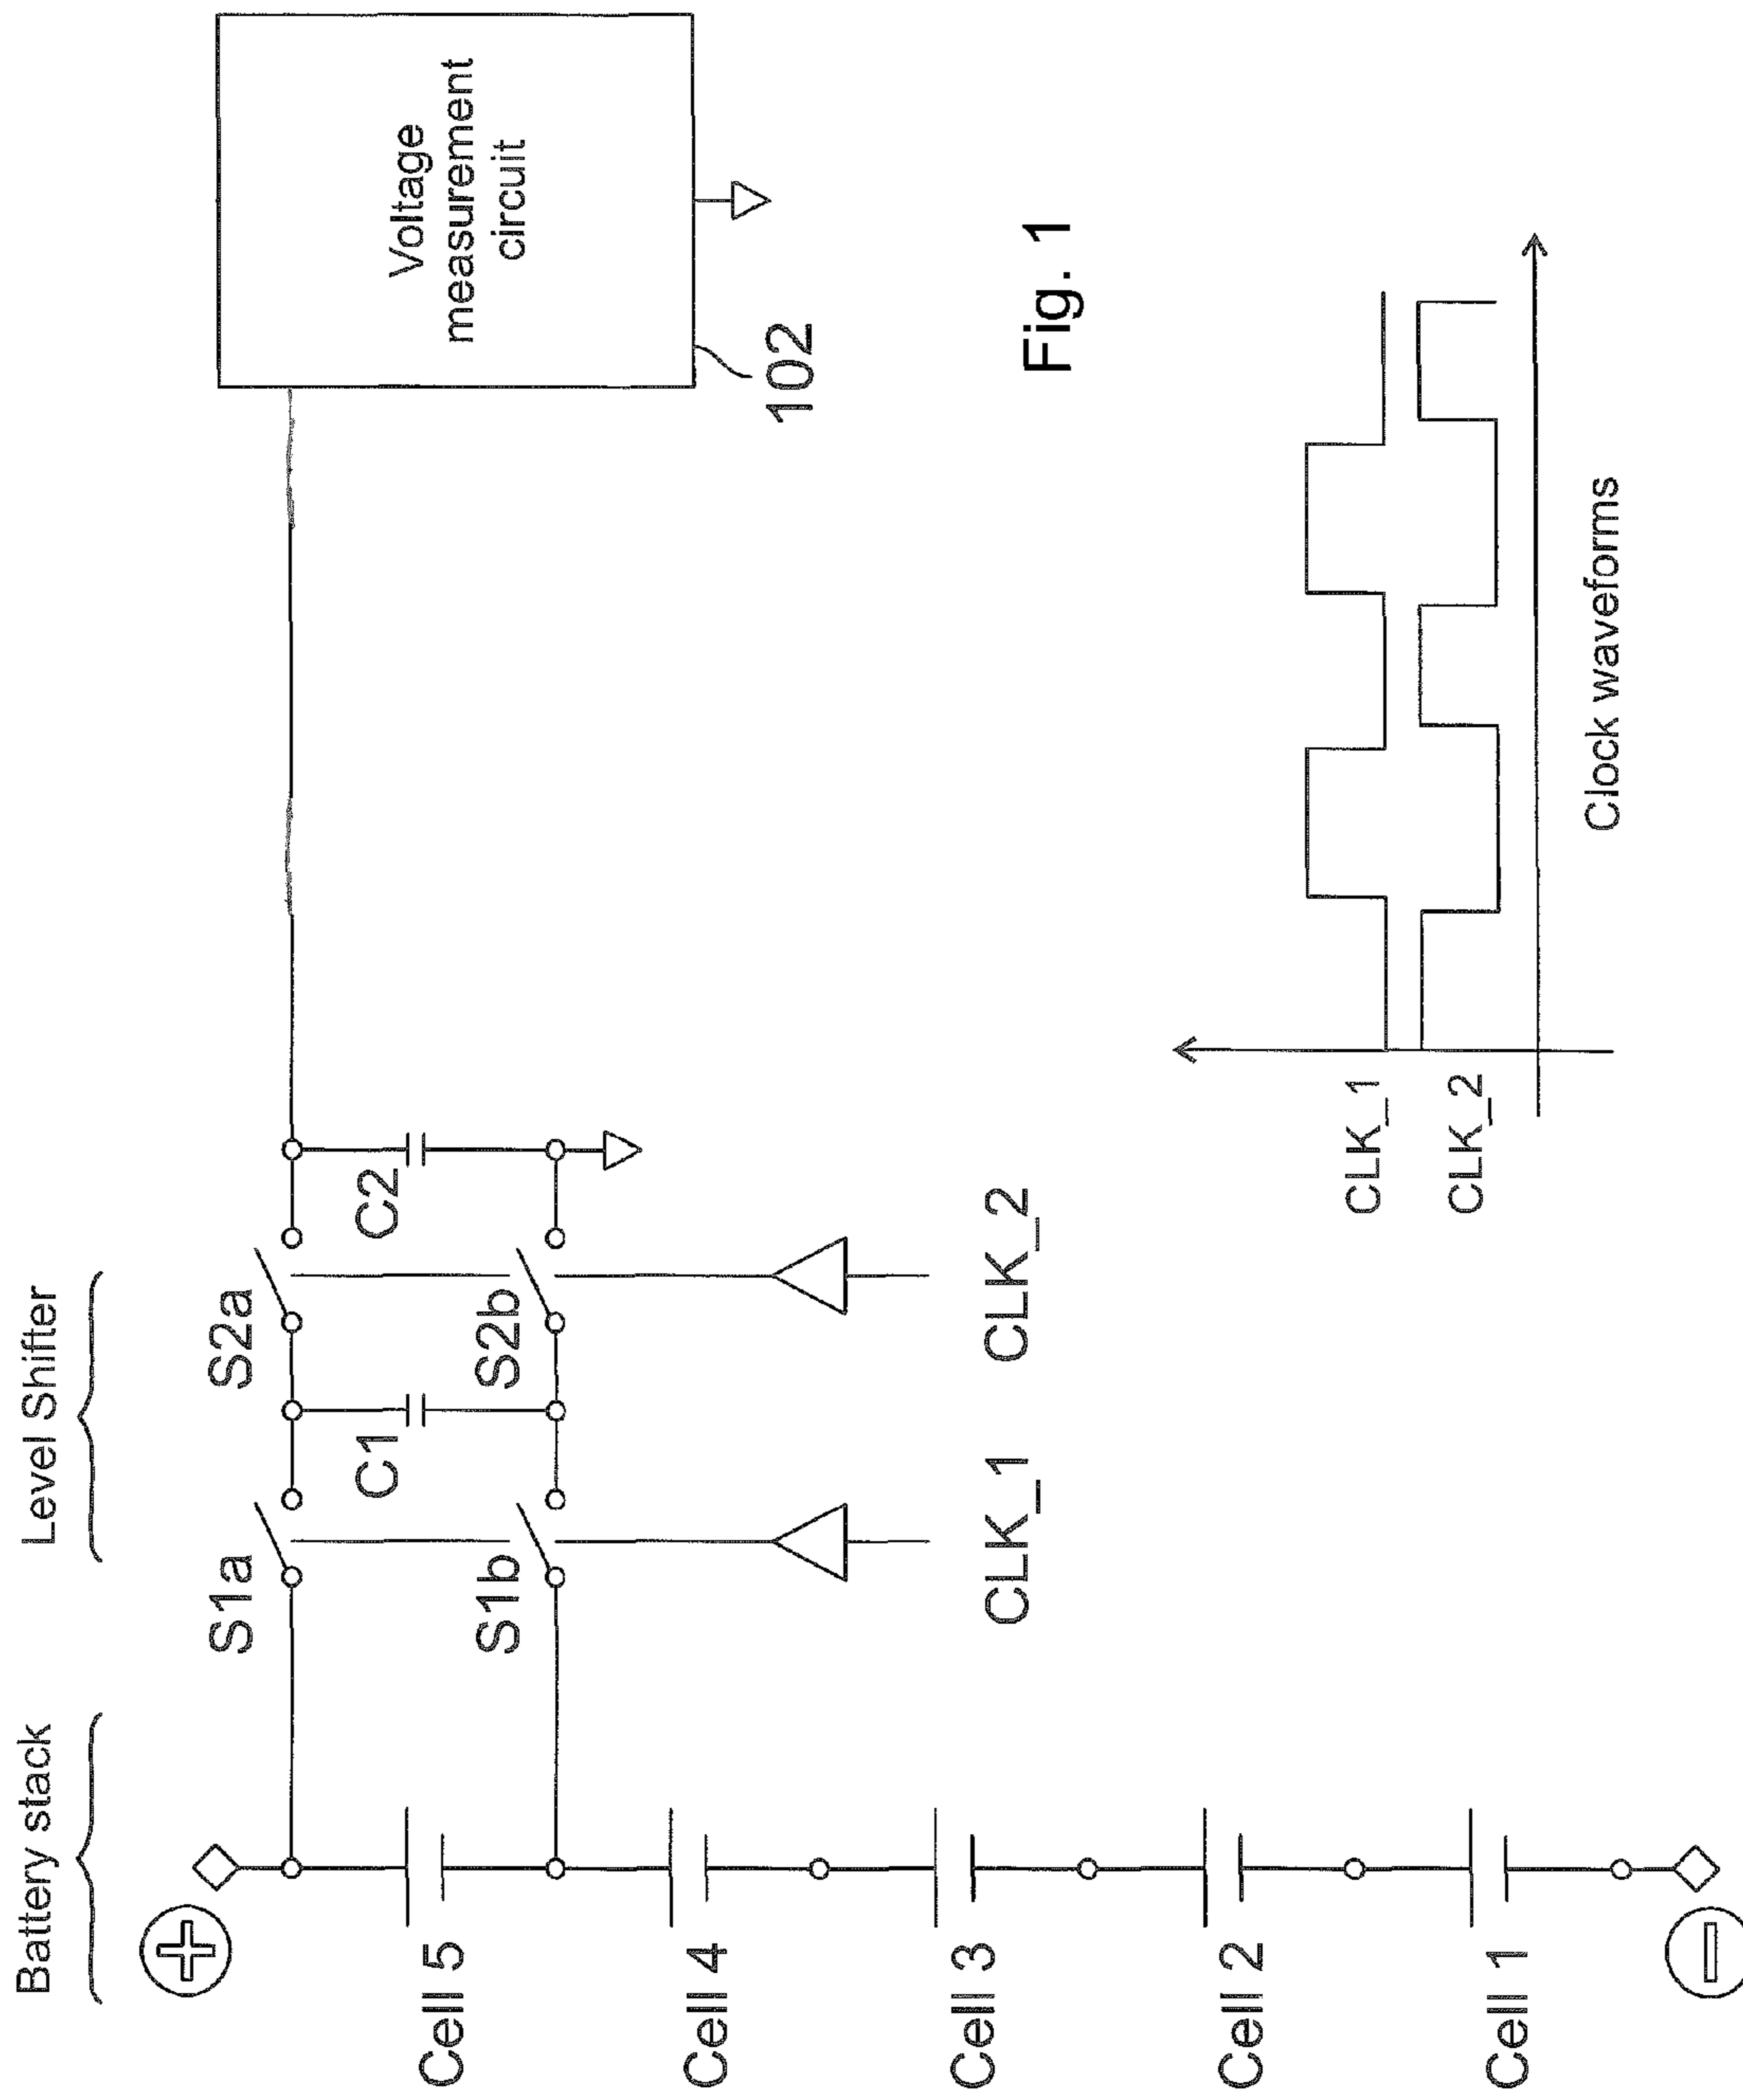 Battery stack
Level Shifter
S1a
S2a
C1
C2
S1b
S2b
Voltage
measurement
circuit
102
Cell 5
Cell 4
Cell 3
Cell 2
Cell 1
CLK_1
CLK_2
Fig. 1
CLK_1
CLK_2
Clock waveforms